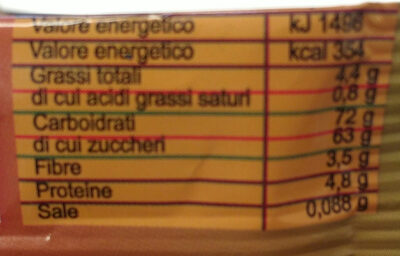 Valore energetico kJ 1496
Valore energetico kcal 354
Grassi totali 4,4 g
di cui acidi grassi saturi 0,8 g
Carboidrati 72 g
di cui zuccheri 63 g
Fibre 3,5 g
Proteine 4,8 g
Sale 0,088 g